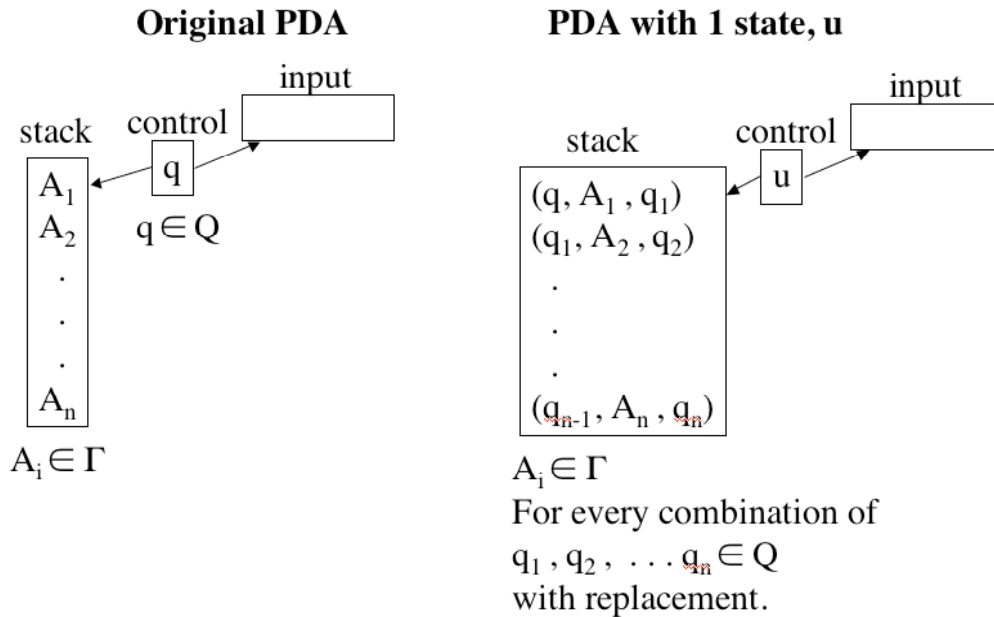 Original PDA
input
stack
control
q
A₁
A₂
.
.
.
Aₙ
q ∈ Q
Aᵢ ∈ Γ
PDA with 1 state, u
input
stack
control
u
(q, A₁ , q₁)
(q₁, A₂ , q₂)
.
.
.
(qₙ₋₁, Aₙ , qₙ)
Aᵢ ∈ Γ
For every combination of
q₁ , q₂ , . . . qₙ ∈ Q
with replacement.